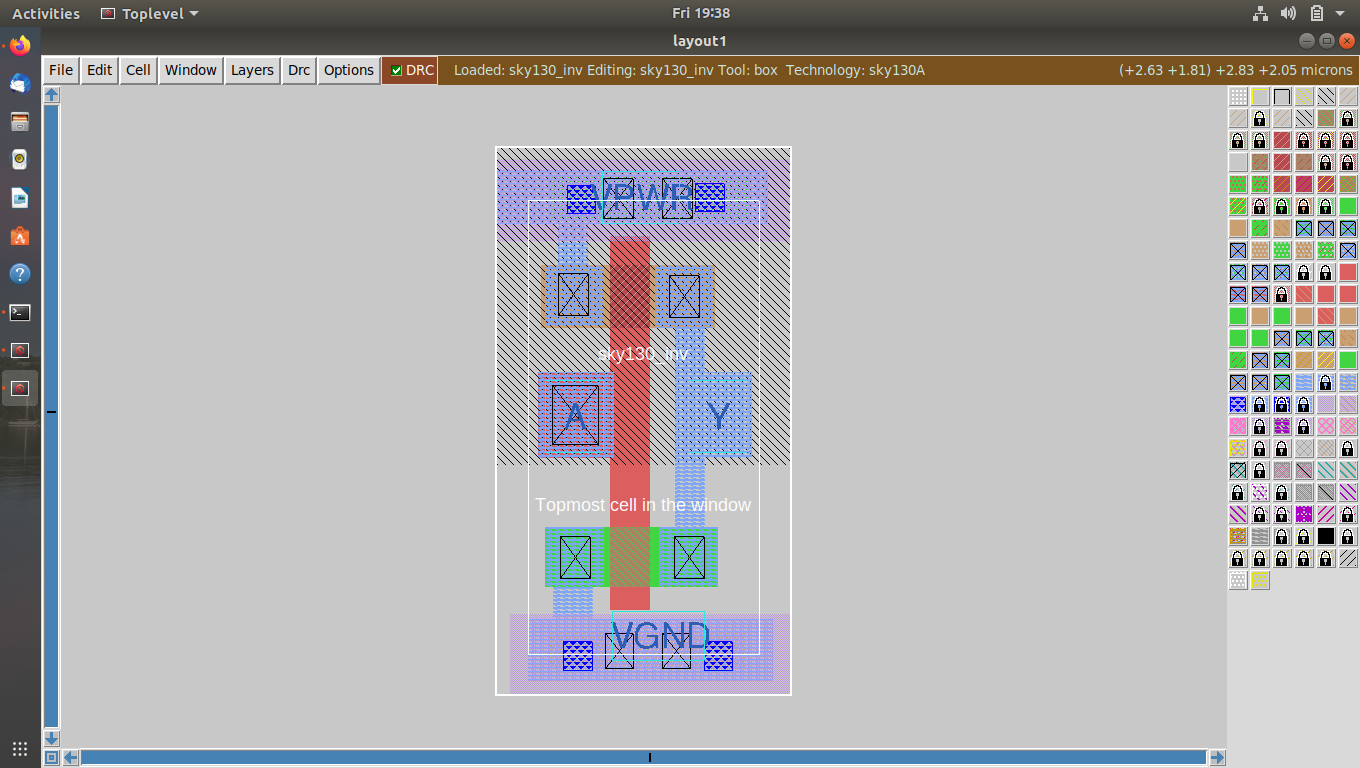 Activities Toplevel Fri 19:38
layout1
File Edit Cell Window Layers Drc Options DRC Loaded: sky130_inv Editing: sky130_inv Tool: box Technology: sky130A (+2.63 +1.81) +2.83 +2.05 microns
VPWR
sky130_inv
A Y
Topmost cell in the window
VGND